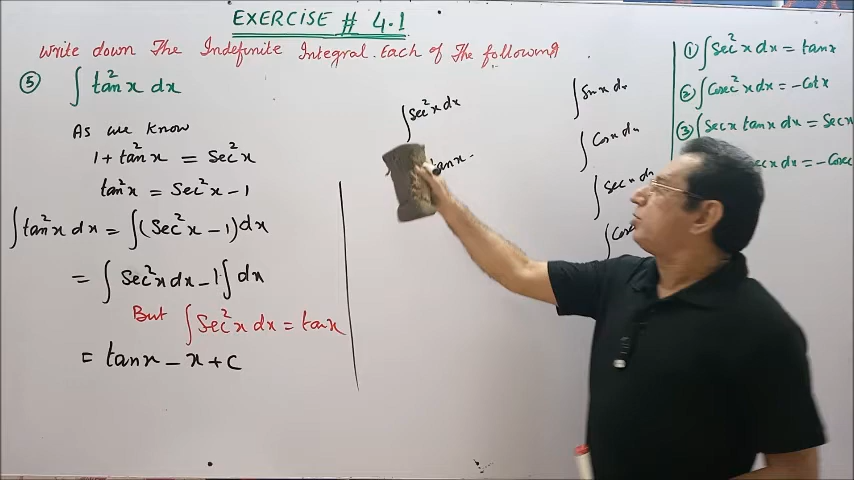 EXERCISE # 4.1
Write down The Indefinite Integral. Each of The following
⑤ ∫ tan²x dx
As we know
1 + tan²x = Sec²x
tan²x = Sec²x - 1
∫ tan²x dx = ∫(Sec²x - 1) dx
= ∫ Sec²x dx - 1 ∫ dx
But ∫ Sec²x dx = tanx
= tanx - x + c
∫ Sec²x dx
tanx
∫ Sinx dx
∫ Cosx dx
∫ Secx dx
① ∫ Sec²x dx = tanx
② ∫ Cosec²x dx = -Cotx
③ ∫ Secx tanx dx = Secx
x dx = -Cosec